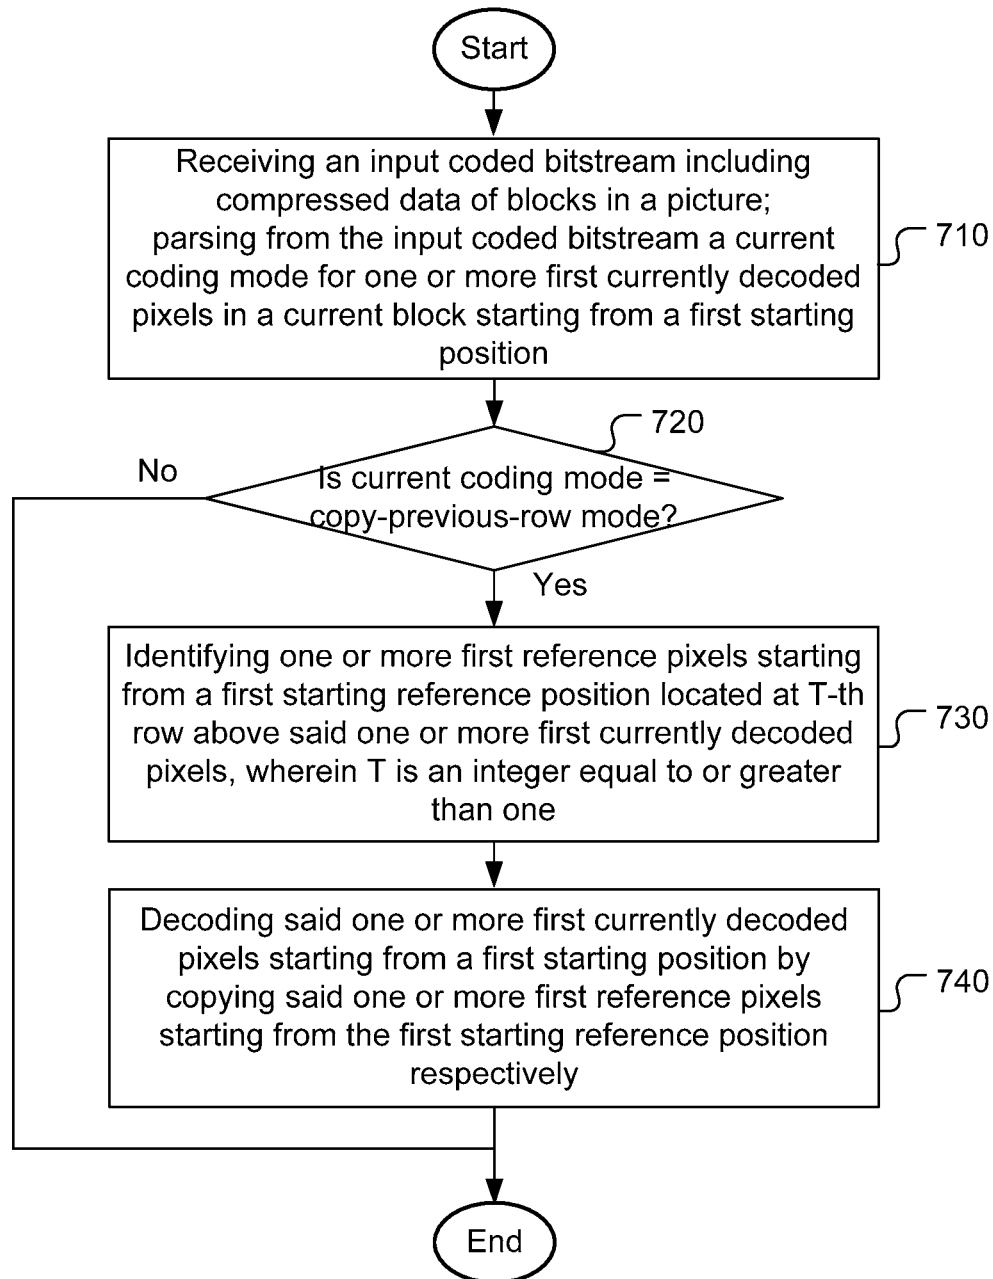 Start
Receiving an input coded bitstream including
compressed data of blocks in a picture;
parsing from the input coded bitstream a current
coding mode for one or more first currently decoded
pixels in a current block starting from a first starting
position
710
720
No
Is current coding mode =
copy-previous-row mode?
Yes
Identifying one or more first reference pixels starting
from a first starting reference position located at T-th
row above said one or more first currently decoded
pixels, wherein T is an integer equal to or greater
than one
730
Decoding said one or more first currently decoded
pixels starting from a first starting position by
copying said one or more first reference pixels
starting from the first starting reference position
respectively
740
End